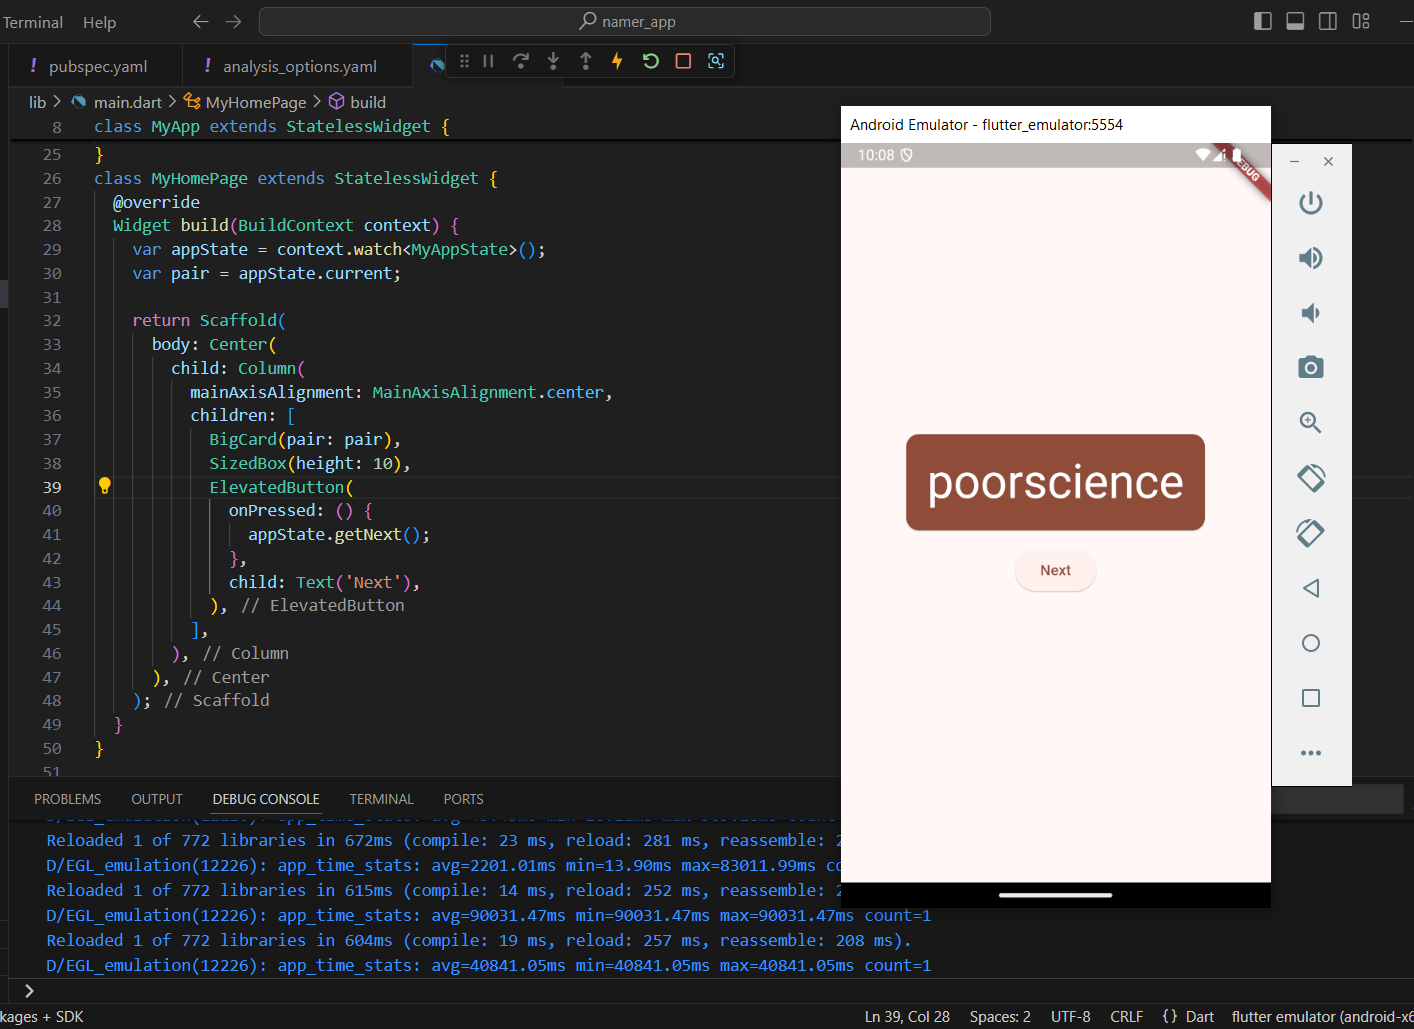 Terminal Help
namer_app
! pubspec.yaml
! analysis_options.yaml
lib > main.dart > MyHomePage > build
8 class MyApp extends StatelessWidget {
25 }
26 class MyHomePage extends StatelessWidget {
27 @override
28 Widget build(BuildContext context) {
29 var appState = context.watch<MyAppState>();
30 var pair = appState.current;
31
32 return Scaffold(
33 body: Center(
34 child: Column(
35 mainAxisAlignment: MainAxisAlignment.center,
36 children: [
37 BigCard(pair: pair),
38 SizedBox(height: 10),
39 ElevatedButton(
40 onPressed: () {
41 appState.getNext();
42 },
43 child: Text('Next'),
44 ), // ElevatedButton
45 ],
46 ), // Column
47 ), // Center
48 ); // Scaffold
49 }
50 }
51
Android Emulator - flutter_emulator:5554
10:08
poorscience
Next
PROBLEMS OUTPUT DEBUG CONSOLE TERMINAL PORTS
Reloaded 1 of 772 libraries in 672ms (compile: 23 ms, reload: 281 ms, reassemble:
D/EGL_emulation(12226): app_time_stats: avg=2201.01ms min=13.90ms max=83011.99ms
Reloaded 1 of 772 libraries in 615ms (compile: 14 ms, reload: 252 ms, reassemble:
D/EGL_emulation(12226): app_time_stats: avg=90031.47ms min=90031.47ms max=90031.47ms count=1
Reloaded 1 of 772 libraries in 604ms (compile: 19 ms, reload: 257 ms, reassemble: 208 ms).
D/EGL_emulation(12226): app_time_stats: avg=40841.05ms min=40841.05ms max=40841.05ms count=1
>
kages + SDK
Ln 39, Col 28 Spaces: 2 UTF-8 CRLF {} Dart flutter emulator (android-x6